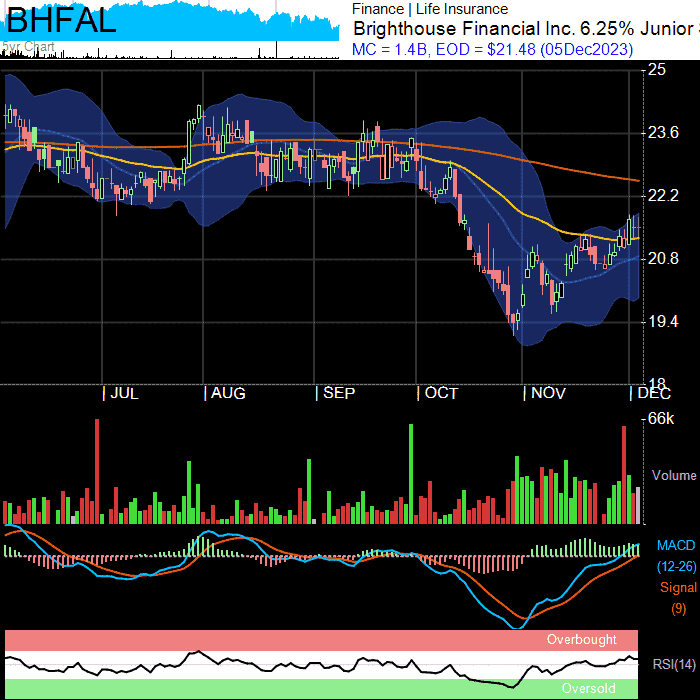 BHFAL
5yr Chart
Finance | Life Insurance
Brighthouse Financial Inc. 6.25% Junior
MC = 1.4B, EOD = $21.48 (05Dec2023)
25
23.6
22.2
20.8
19.4
18
JUL
AUG
SEP
OCT
NOV
DEC
66k
Volume
MACD
(12-26)
Signal
(9)
Overbought
RSI(14)
Oversold